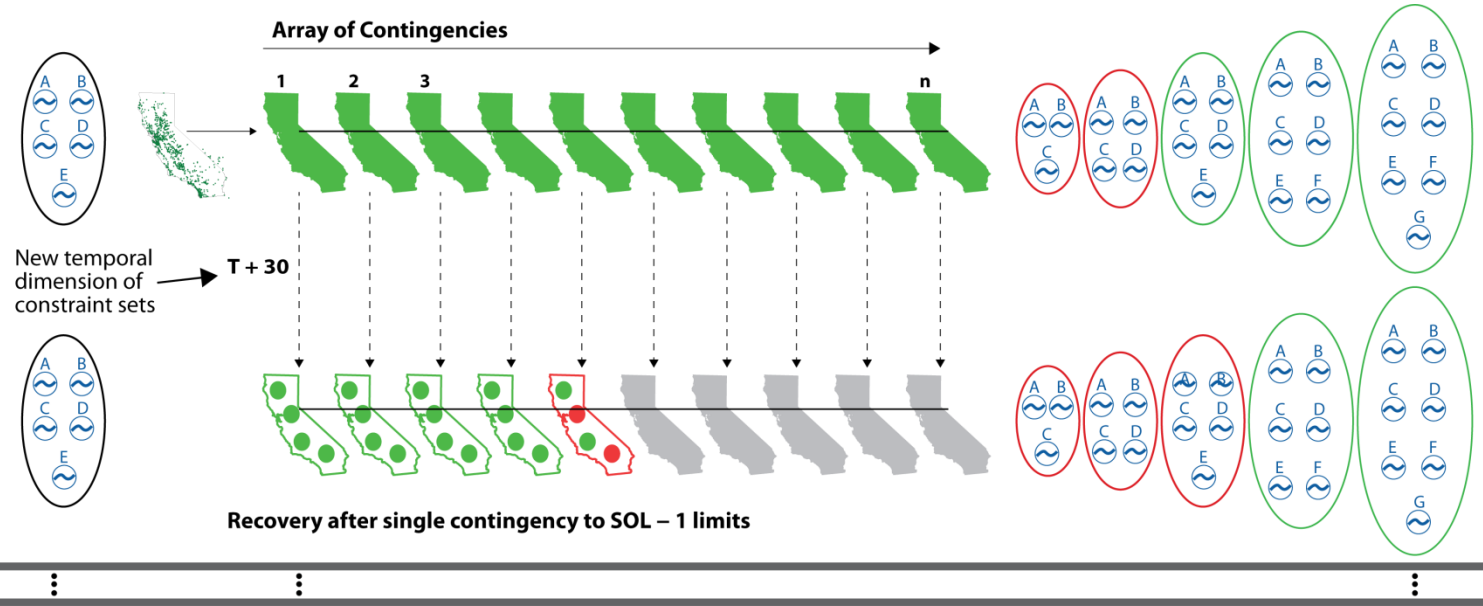 Array of Contingencies
1 2 3 n
A B
C D
E
A B
C
A B
C D
A B
C D
E
A B
C D
E F
A B
C D
E F
G
New temporal
dimension of
constraint sets
T + 30
A B
C D
E
A B
C
A B
C D
A B
C D
E
A B
C D
E F
A B
C D
E F
G
Recovery after single contingency to SOL – 1 limits